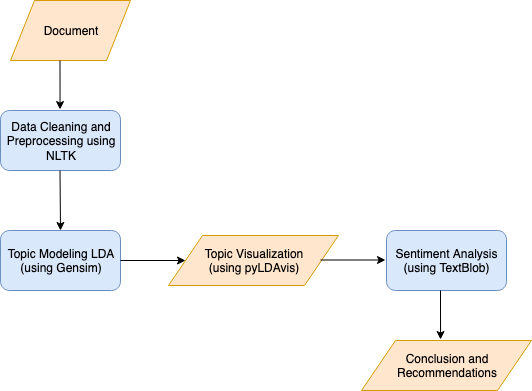 Document
Data Cleaning and
Preprocessing using
NLTK
Topic Modeling LDA
(using Gensim)
Topic Visualization
(using pyLDAvis)
Sentiment Analysis
(using TextBlob)
Conclusion and
Recommendations